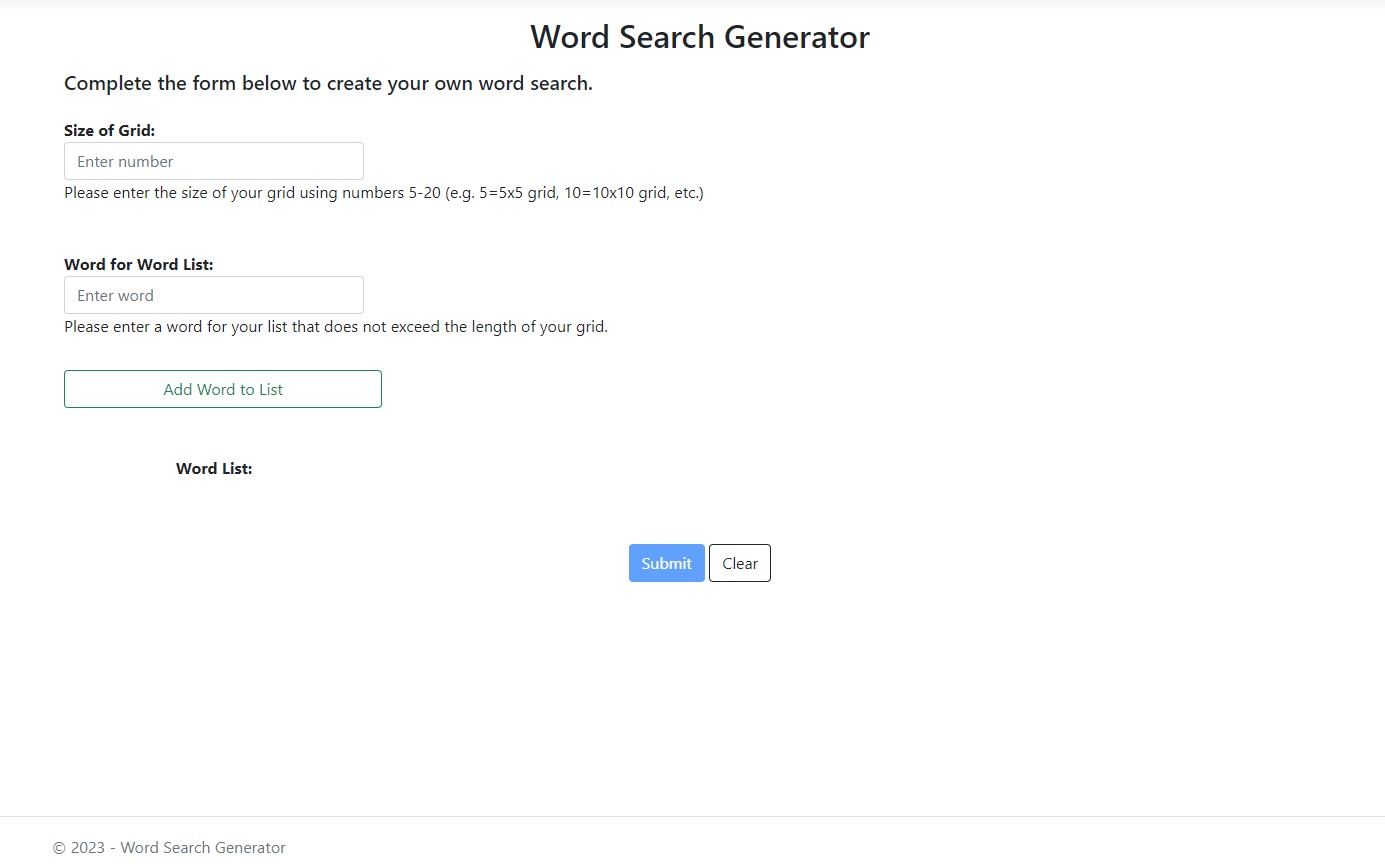 Word Search Generator
Complete the form below to create your own word search.
Size of Grid:
Enter number
Please enter the size of your grid using numbers 5-20 (e.g. 5=5x5 grid, 10=10x10 grid, etc.)
Word for Word List:
Enter word
Please enter a word for your list that does not exceed the length of your grid.
Add Word to List
Word List:
Submit Clear
© 2023 - Word Search Generator